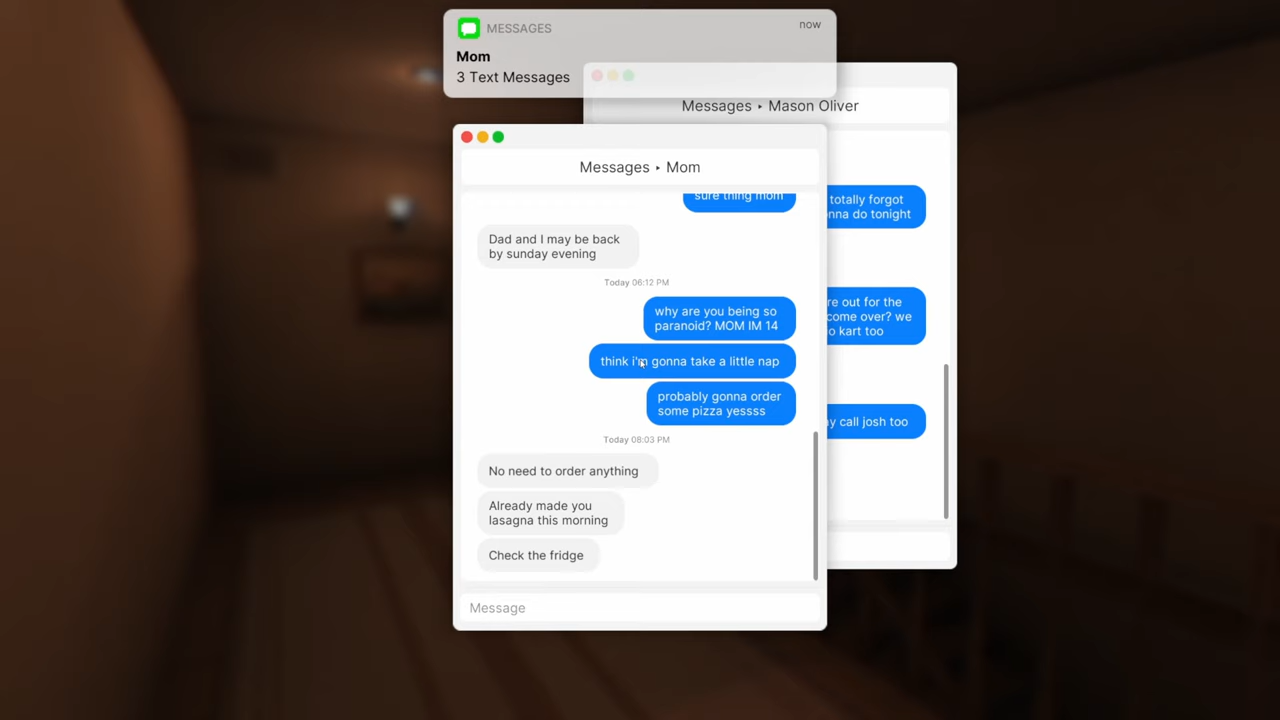 MESSAGES
now
Mom
3 Text Messages
Messages ‣ Mason Oliver
totally forgot
nna do tonight
re out for the
come over? we
o kart too
y call josh too
Messages ‣ Mom
sure thing mom
Dad and I may be back
by sunday evening
Today 06:12 PM
why are you being so
paranoid? MOM IM 14
think i'm gonna take a little nap
probably gonna order
some pizza yessss
Today 08:03 PM
No need to order anything
Already made you
lasagna this morning
Check the fridge
Message